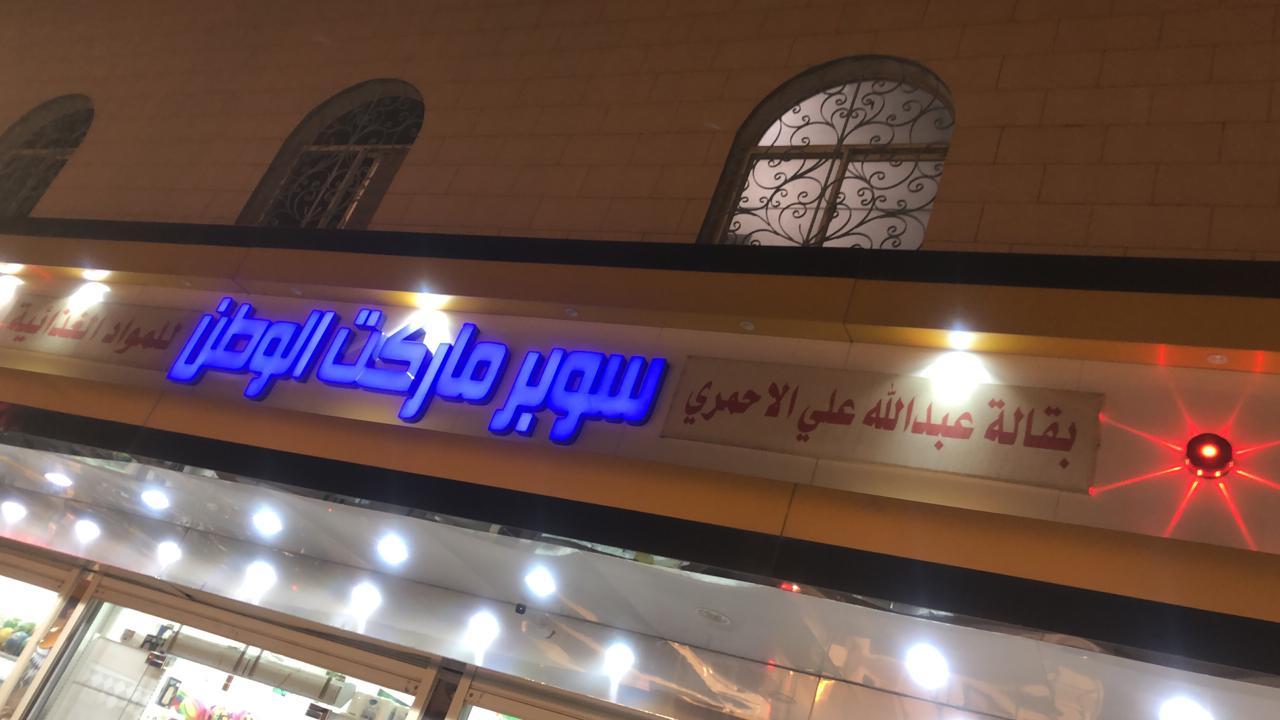 بقالة عبدالله علي الاحمري
سوبر ماركت الوطن
للمواد الغذائية